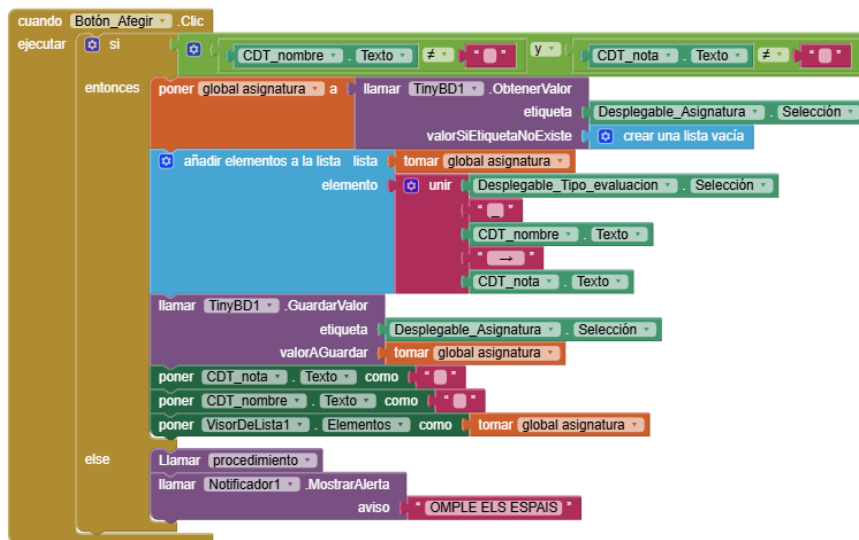 cuando Botón_Afegir .Clic
ejecutar si CDT_nombre . Texto ≠ " " y CDT_nota . Texto ≠ " "
entonces poner global asignatura a llamar TinyBD1 .ObtenerValor
etiqueta Desplegable_Asignatura . Selección
valorSiEtiquetaNoExiste crear una lista vacía
añadir elementos a la lista lista tomar global asignatura
elemento unir Desplegable_Tipo_evaluacion . Selección
" _ "
CDT_nombre . Texto
" → "
CDT_nota . Texto
llamar TinyBD1 .GuardarValor
etiqueta Desplegable_Asignatura . Selección
valorAGuardar tomar global asignatura
poner CDT_nota . Texto como " "
poner CDT_nombre . Texto como " "
poner VisorDeLista1 . Elementos como tomar global asignatura
else Llamar procedimiento
llamar Notificador1 .MostrarAlerta
aviso " OMPLE ELS ESPAIS "